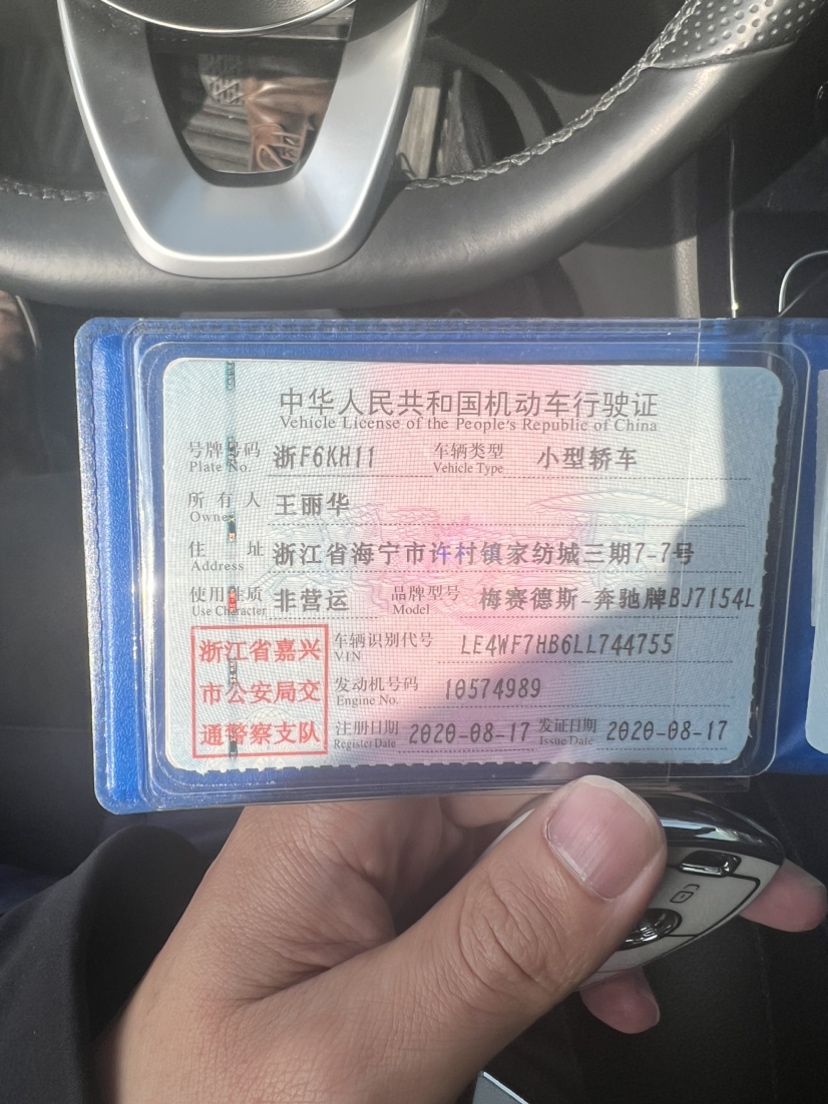 中华人民共和国机动车行驶证
Vehicle License of the People's Republic of China
号牌号码 浙F6KH11 车辆类型 小型轿车
Plate No. Vehicle Type
所有人 王丽华
Owner
住址 浙江省海宁市许村镇家纺城三期7-7号
Address
使用性质 非营运 品牌型号 梅赛德斯-奔驰牌BJ7154L
Use Character Model
浙江省嘉兴
市公安局交
通警察支队
车辆识别代号 LE4WF7HB6LL744755
VIN
发动机号码 10574989
Engine No.
注册日期 2020-08-17 发证日期 2020-08-17
Register Date Issue Date